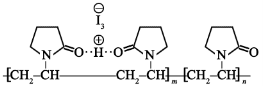 ⊖
I₃
⊕
O···H···O O
N N N
–[CH₂–CH––CH₂–CH]ₘ[CH₂–CH]ₙ